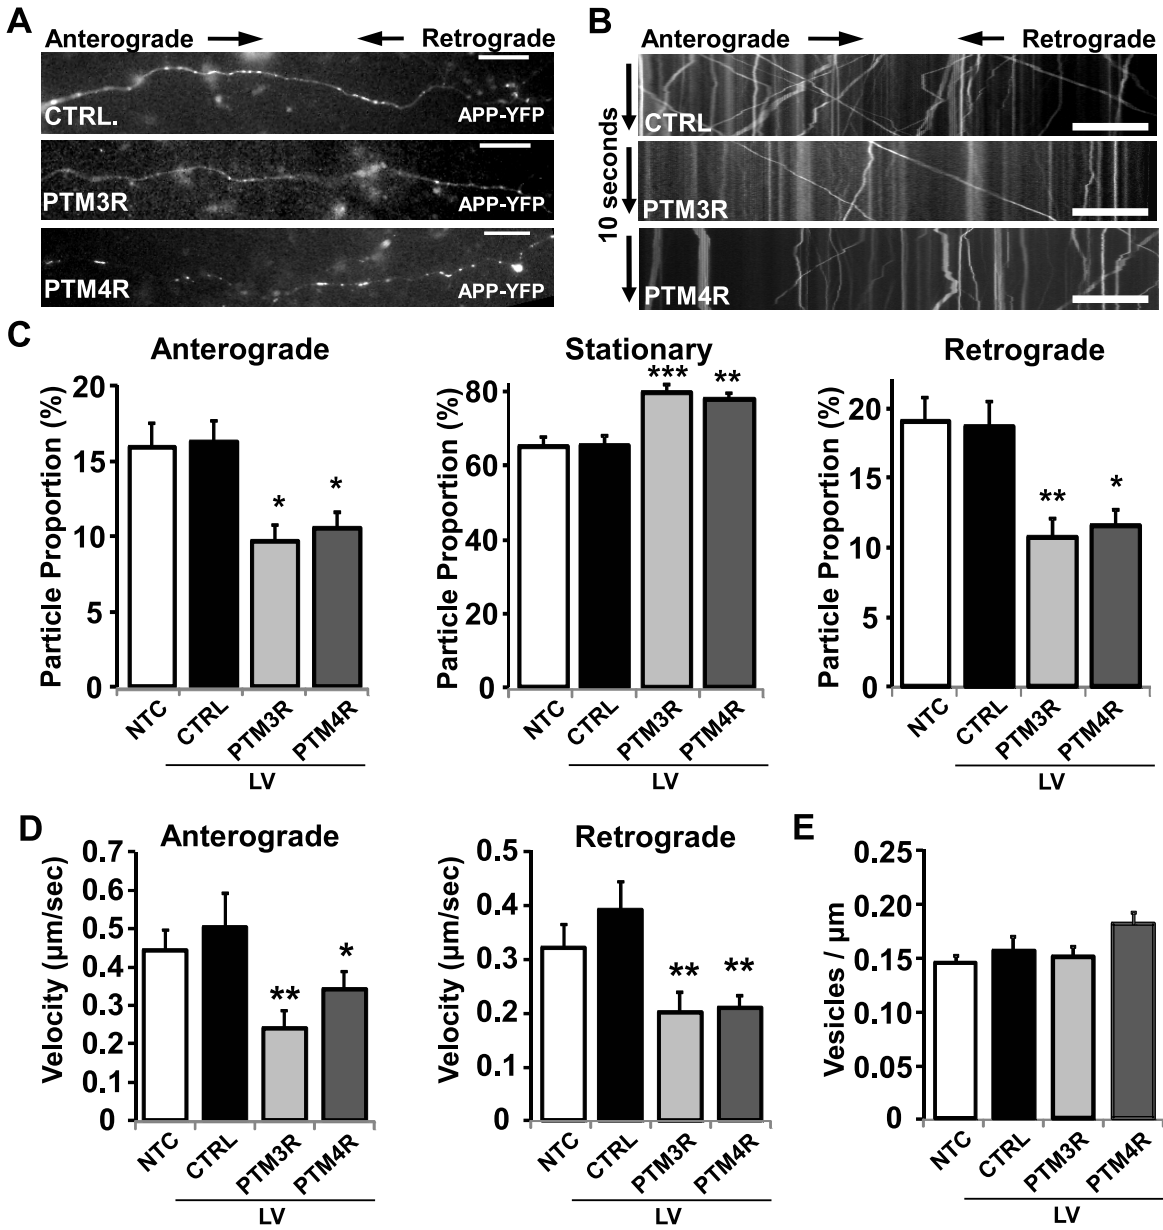 A
Anterograde
Retrograde
CTRL.
APP-YFP
PTM3R
APP-YFP
PTM4R
APP-YFP
B
Anterograde
Retrograde
10 seconds
CTRL
PTM3R
PTM4R
C
Anterograde
Particle Proportion (%)
20
15
10
5
0
*
*
NTC
CTRL
PTM3R
PTM4R
LV
Stationary
Particle Proportion (%)
80
60
40
20
0
***
**
NTC
CTRL
PTM3R
PTM4R
LV
Retrograde
Particle Proportion (%)
20
15
10
5
0
**
*
NTC
CTRL
PTM3R
PTM4R
LV
D
Anterograde
Velocity (µm/sec)
0.7
0.6
0.5
0.4
0.3
0.2
0.1
0
**
*
NTC
CTRL
PTM3R
PTM4R
LV
Retrograde
Velocity (µm/sec)
0.5
0.4
0.3
0.2
0.1
0
**
**
NTC
CTRL
PTM3R
PTM4R
LV
E
Vesicles / µm
0.25
0.20
0.15
0.10
0.05
0
NTC
CTRL
PTM3R
PTM4R
LV